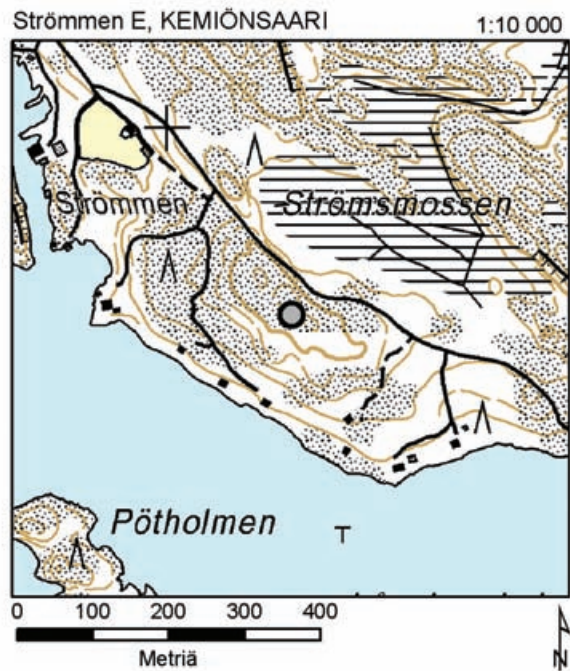 Strömmen E, KEMIÖNSAARI 1:10 000
Strömmen Strömsmossen
Pötholmen
T
0 100 200 300 400
Metriä
N